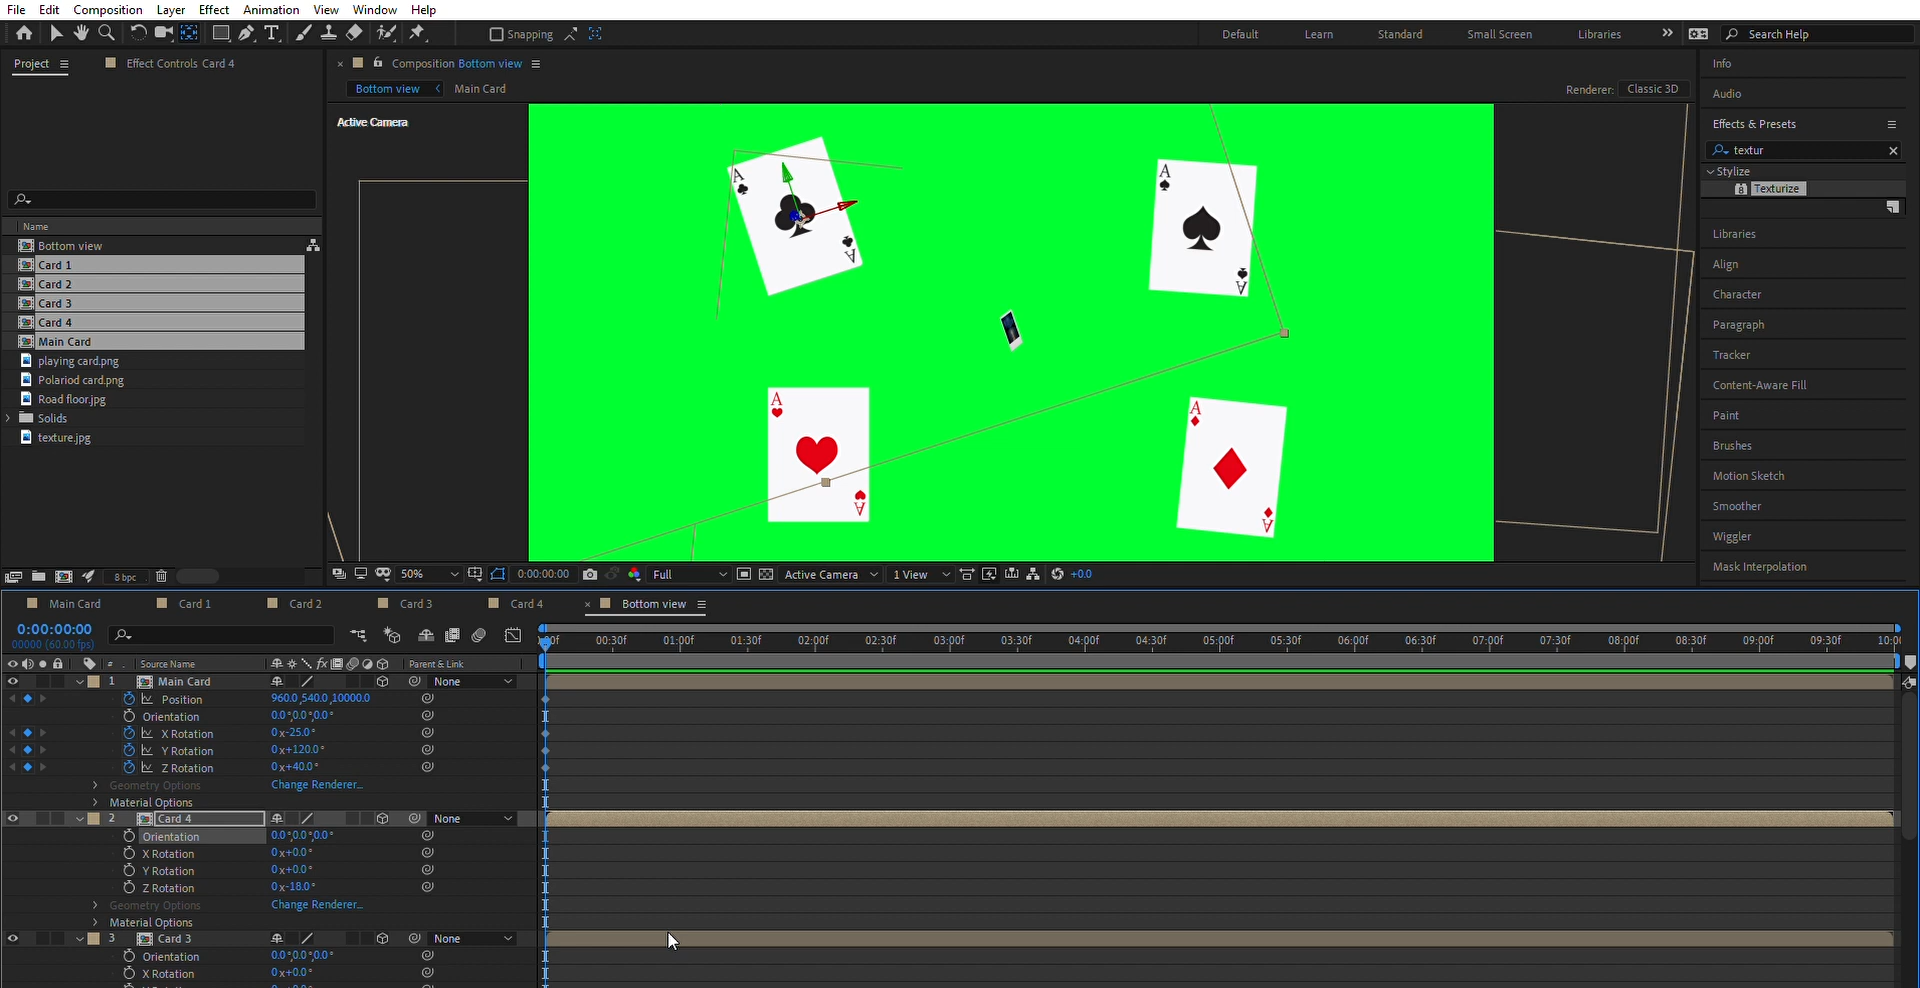 File Edit Composition Layer Effect Animation View Window Help
Snapping
Default Learn Standard Small Screen Libraries » Search Help
Project Effect Controls Card 4
Composition Bottom view
Bottom view Main Card
Renderer: Classic 3D
Active Camera
Name
Bottom view
Card 1
Card 2
Card 3
Card 4
Main Card
playing card.png
Polariod card.png
Road floor.jpg
Solids
texture.jpg
8 bpc
A
A
A
A
A
A
A
A
50% 0:00:00:00 Full Active Camera 1 View +0.0
Info
Audio
Effects & Presets
textur
Stylize
8 Texturize
Libraries
Align
Character
Paragraph
Tracker
Content-Aware Fill
Paint
Brushes
Motion Sketch
Smoother
Wiggler
Mask Interpolation
Main Card Card 1 Card 2 Card 3 Card 4 Bottom view
0:00:00:00
00000 (60.00 fps)
00:30f 01:00f 01:30f 02:00f 02:30f 03:00f 03:30f 04:00f 04:30f 05:00f 05:30f 06:00f 06:30f 07:00f 07:30f 08:00f 08:30f 09:00f 09:30f
# Source Name fx Parent & Link
1 Main Card None
Position 960.0,540.0,10000.0
Orientation 0.0°,0.0°,0.0°
X Rotation 0x-25.0°
Y Rotation 0x+120.0°
Z Rotation 0x+40.0°
Geometry Options Change Renderer...
Material Options
2 Card 4 None
Orientation 0.0°,0.0°,0.0°
X Rotation 0x+0.0°
Y Rotation 0x+0.0°
Z Rotation 0x-18.0°
Geometry Options Change Renderer...
Material Options
3 Card 3 None
Orientation 0.0°,0.0°,0.0°
X Rotation 0x+0.0°